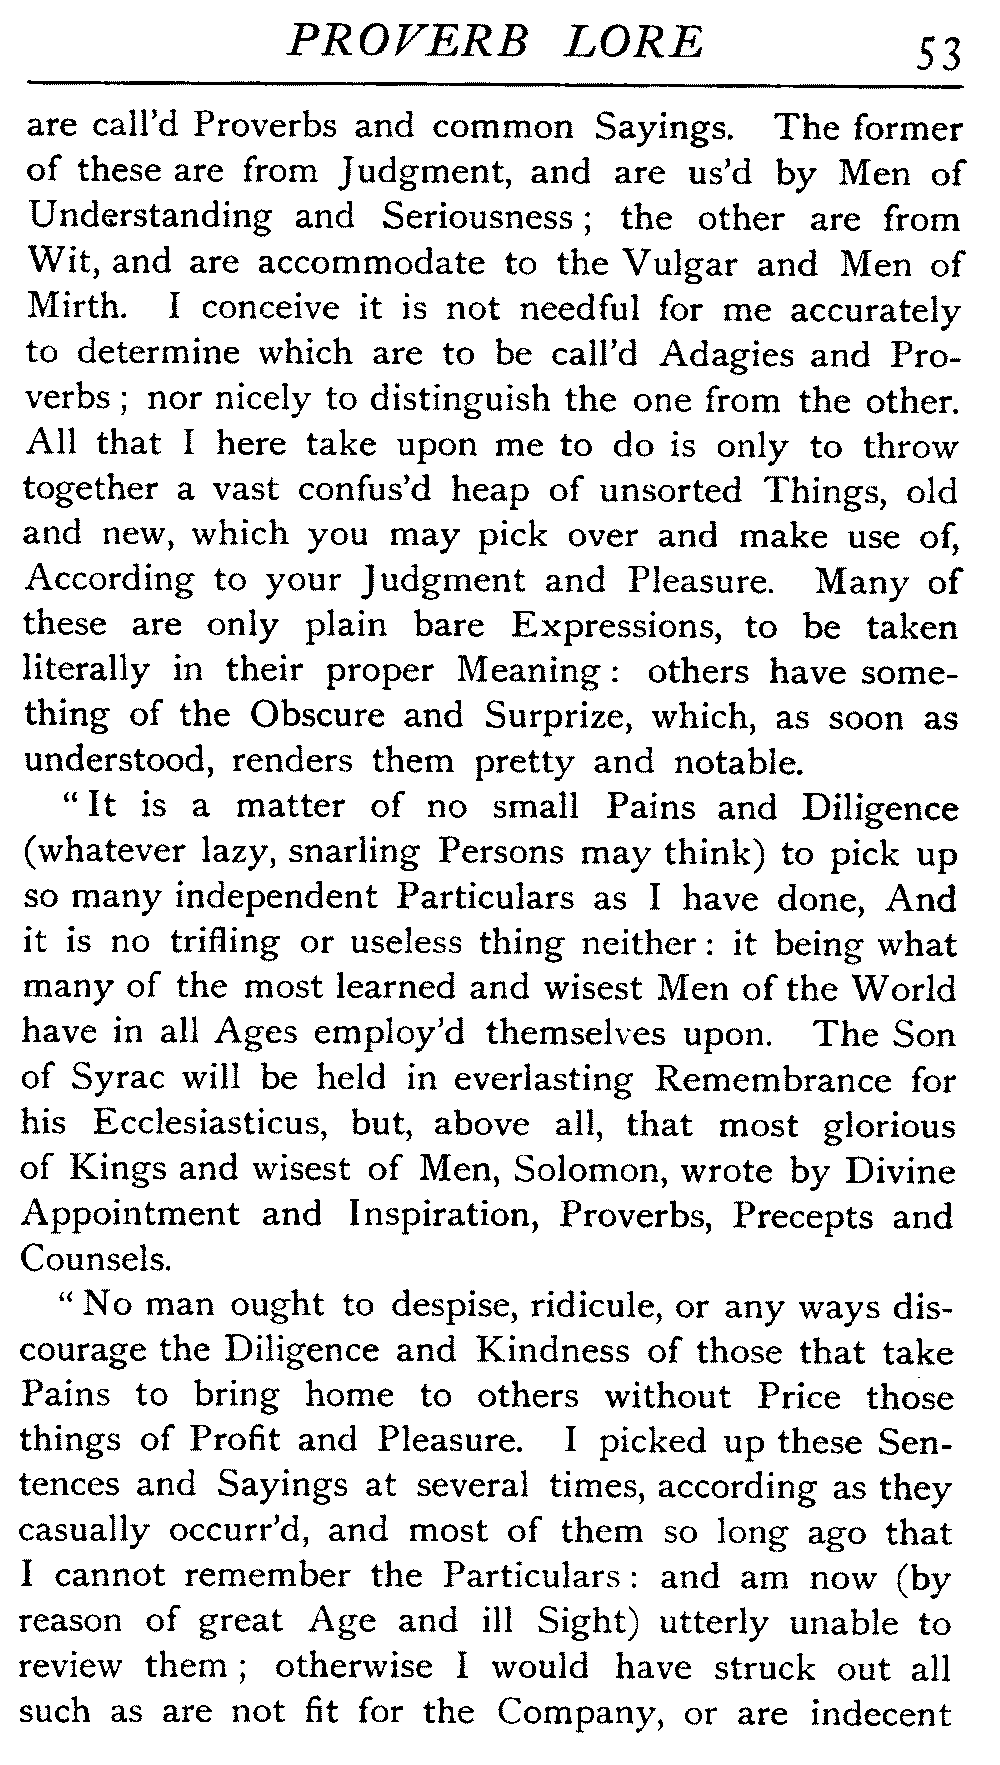 PROVERB LORE 53
are call'd Proverbs and common Sayings. The former
of these are from Judgment, and are us'd by Men of
Understanding and Seriousness ; the other are from
Wit, and are accommodate to the Vulgar and Men of
Mirth. I conceive it is not needful for me accurately
to determine which are to be call'd Adagies and Pro-
verbs ; nor nicely to distinguish the one from the other.
All that I here take upon me to do is only to throw
together a vast confus'd heap of unsorted Things, old
and new, which you may pick over and make use of,
According to your Judgment and Pleasure. Many of
these are only plain bare Expressions, to be taken
literally in their proper Meaning : others have some-
thing of the Obscure and Surprize, which, as soon as
understood, renders them pretty and notable.
“ It is a matter of no small Pains and Diligence
(whatever lazy, snarling Persons may think) to pick up
so many independent Particulars as I have done, And
it is no trifling or useless thing neither : it being what
many of the most learned and wisest Men of the World
have in all Ages employ'd themselves upon. The Son
of Syrac will be held in everlasting Remembrance for
his Ecclesiasticus, but, above all, that most glorious
of Kings and wisest of Men, Solomon, wrote by Divine
Appointment and Inspiration, Proverbs, Precepts and
Counsels.
“ No man ought to despise, ridicule, or any ways dis-
courage the Diligence and Kindness of those that take
Pains to bring home to others without Price those
things of Profit and Pleasure. I picked up these Sen-
tences and Sayings at several times, according as they
casually occurr'd, and most of them so long ago that
I cannot remember the Particulars : and am now (by
reason of great Age and ill Sight) utterly unable to
review them ; otherwise I would have struck out all
such as are not fit for the Company, or are indecent